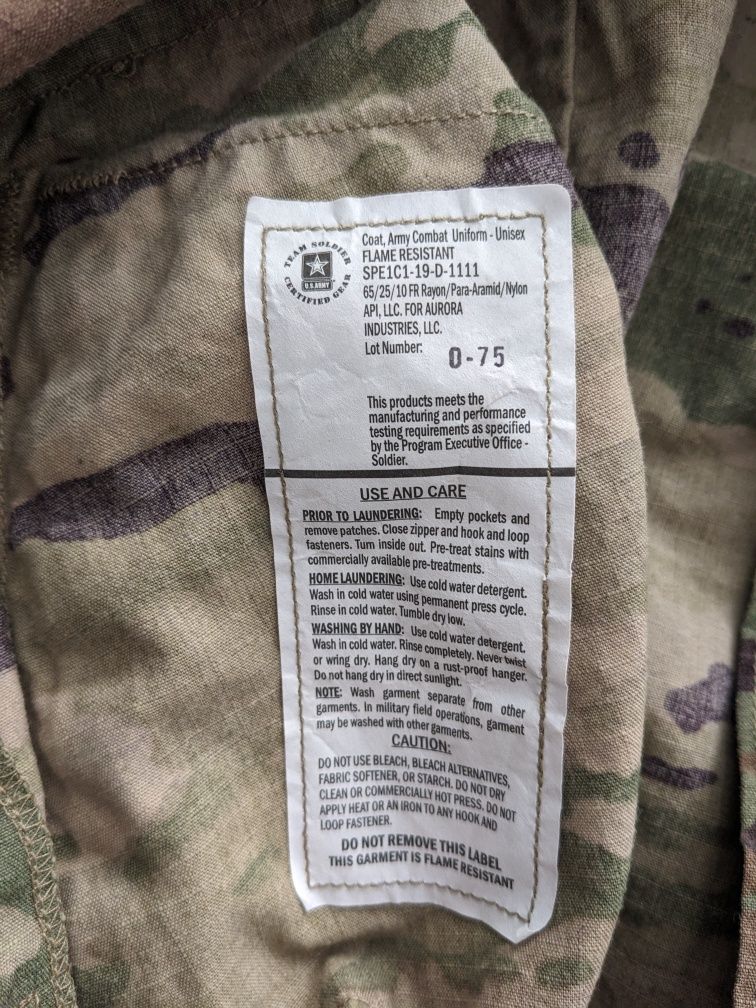 TEAM SOLDIER
U.S. ARMY
CERTIFIED GEAR
Coat, Army Combat Uniform - Unisex
FLAME RESISTANT
SPE1C1-19-D-1111
65/25/10 FR Rayon/Para-Aramid/Nylon
API, LLC. FOR AURORA
INDUSTRIES, LLC.
Lot Number: 0-75
This products meets the
manufacturing and performance
testing requirements as specified
by the Program Executive Office -
Soldier.
USE AND CARE
PRIOR TO LAUNDERING: Empty pockets and
remove patches. Close zipper and hook and loop
fasteners. Turn inside out. Pre-treat stains with
commercially available pre-treatments.
HOME LAUNDERING: Use cold water detergent.
Wash in cold water using permanent press cycle.
Rinse in cold water. Tumble dry low.
WASHING BY HAND: Use cold water detergent.
Wash in cold water. Rinse completely. Never twist
or wring dry. Hang dry on a rust-proof hanger.
Do not hang dry in direct sunlight.
NOTE: Wash garment separate from other
garments. In military field operations, garment
may be washed with other garments.
CAUTION:
DO NOT USE BLEACH, BLEACH ALTERNATIVES,
FABRIC SOFTENER, OR STARCH. DO NOT DRY
CLEAN OR COMMERCIALLY HOT PRESS. DO NOT
APPLY HEAT OR AN IRON TO ANY HOOK AND
LOOP FASTENER.
DO NOT REMOVE THIS LABEL
THIS GARMENT IS FLAME RESISTANT